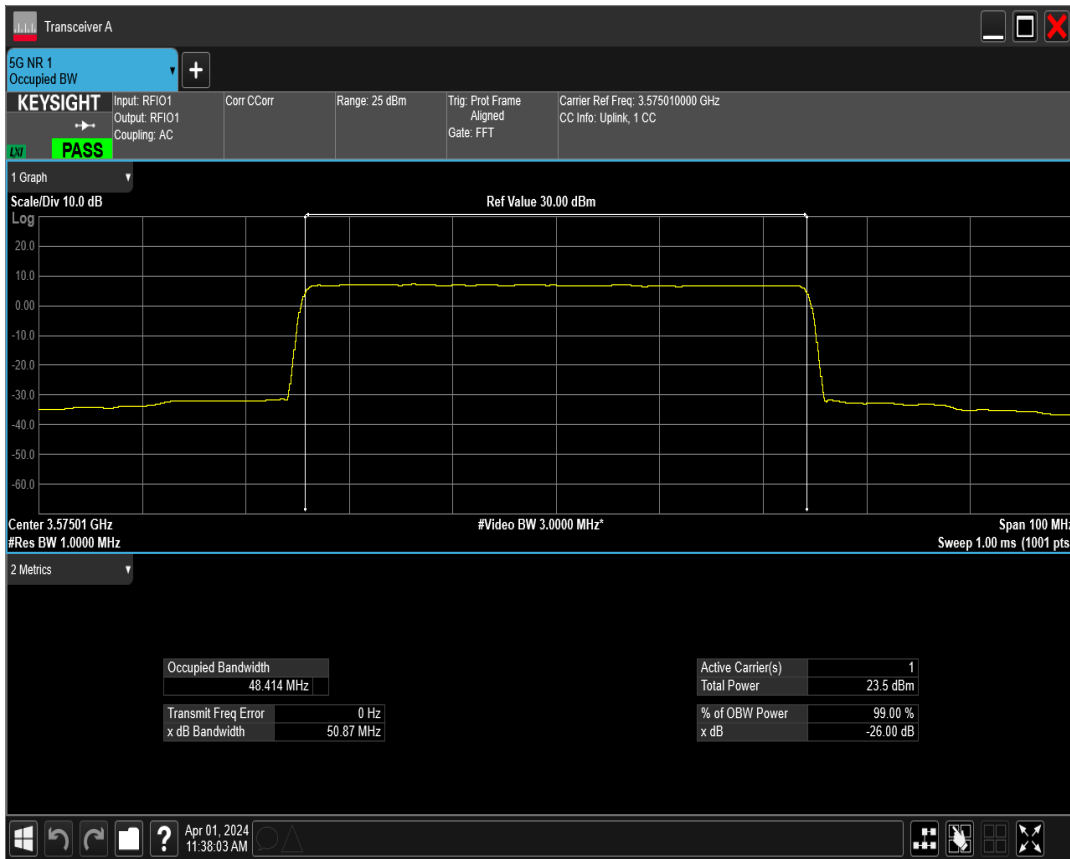 Transceiver A
5G NR 1
Occupied BW
KEYSIGHT
LXI
PASS
Input: RFIO1
Output: RFIO1
Coupling: AC
Corr CCorr
Range: 25 dBm
Trig: Prot Frame
Aligned
Gate: FFT
Carrier Ref Freq: 3.575010000 GHz
CC Info: Uplink, 1 CC
1 Graph
Scale/Div 10.0 dB
Ref Value 30.00 dBm
Log
20.0
10.0
0.00
-10.0
-20.0
-30.0
-40.0
-50.0
-60.0
Center 3.57501 GHz
#Video BW 3.0000 MHz*
Span 100 MHz
#Res BW 1.0000 MHz
Sweep 1.00 ms (1001 pts
2 Metrics
Occupied Bandwidth
48.414 MHz
Transmit Freq Error 0 Hz
x dB Bandwidth 50.87 MHz
Active Carrier(s) 1
Total Power 23.5 dBm
% of OBW Power 99.00 %
x dB -26.00 dB
?
Apr 01, 2024
11:38:03 AM